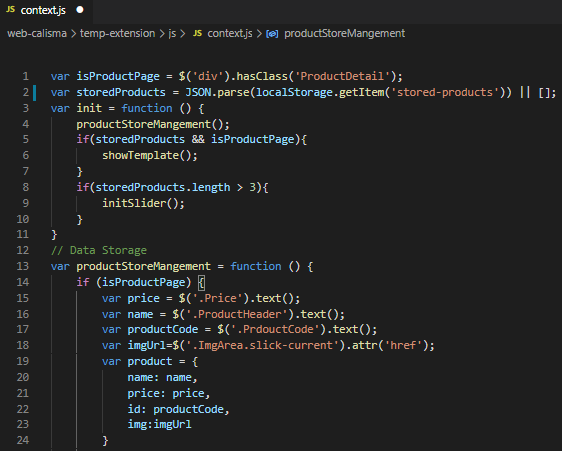 JS context.js ●
web-calisma > temp-extension > js > JS context.js > productStoreMangement
1 var isProductPage = $('div').hasClass('ProductDetail');
2 var storedProducts = JSON.parse(localStorage.getItem('stored-products')) || [];
3 var init = function () {
4 productStoreMangement();
5 if(storedProducts && isProductPage){
6 showTemplate();
7 }
8 if(storedProducts.length > 3){
9 initSlider();
10 }
11 }
12 // Data Storage
13 var productStoreMangement = function () {
14 if (isProductPage) {
15 var price = $('.Price').text();
16 var name = $('.ProductHeader').text();
17 var productCode = $('.PrdouctCode').text();
18 var imgUrl=$('.ImgArea.slick-current').attr('href');
19 var product = {
20 name: name,
21 price: price,
22 id: productCode,
23 img:imgUrl
24 }